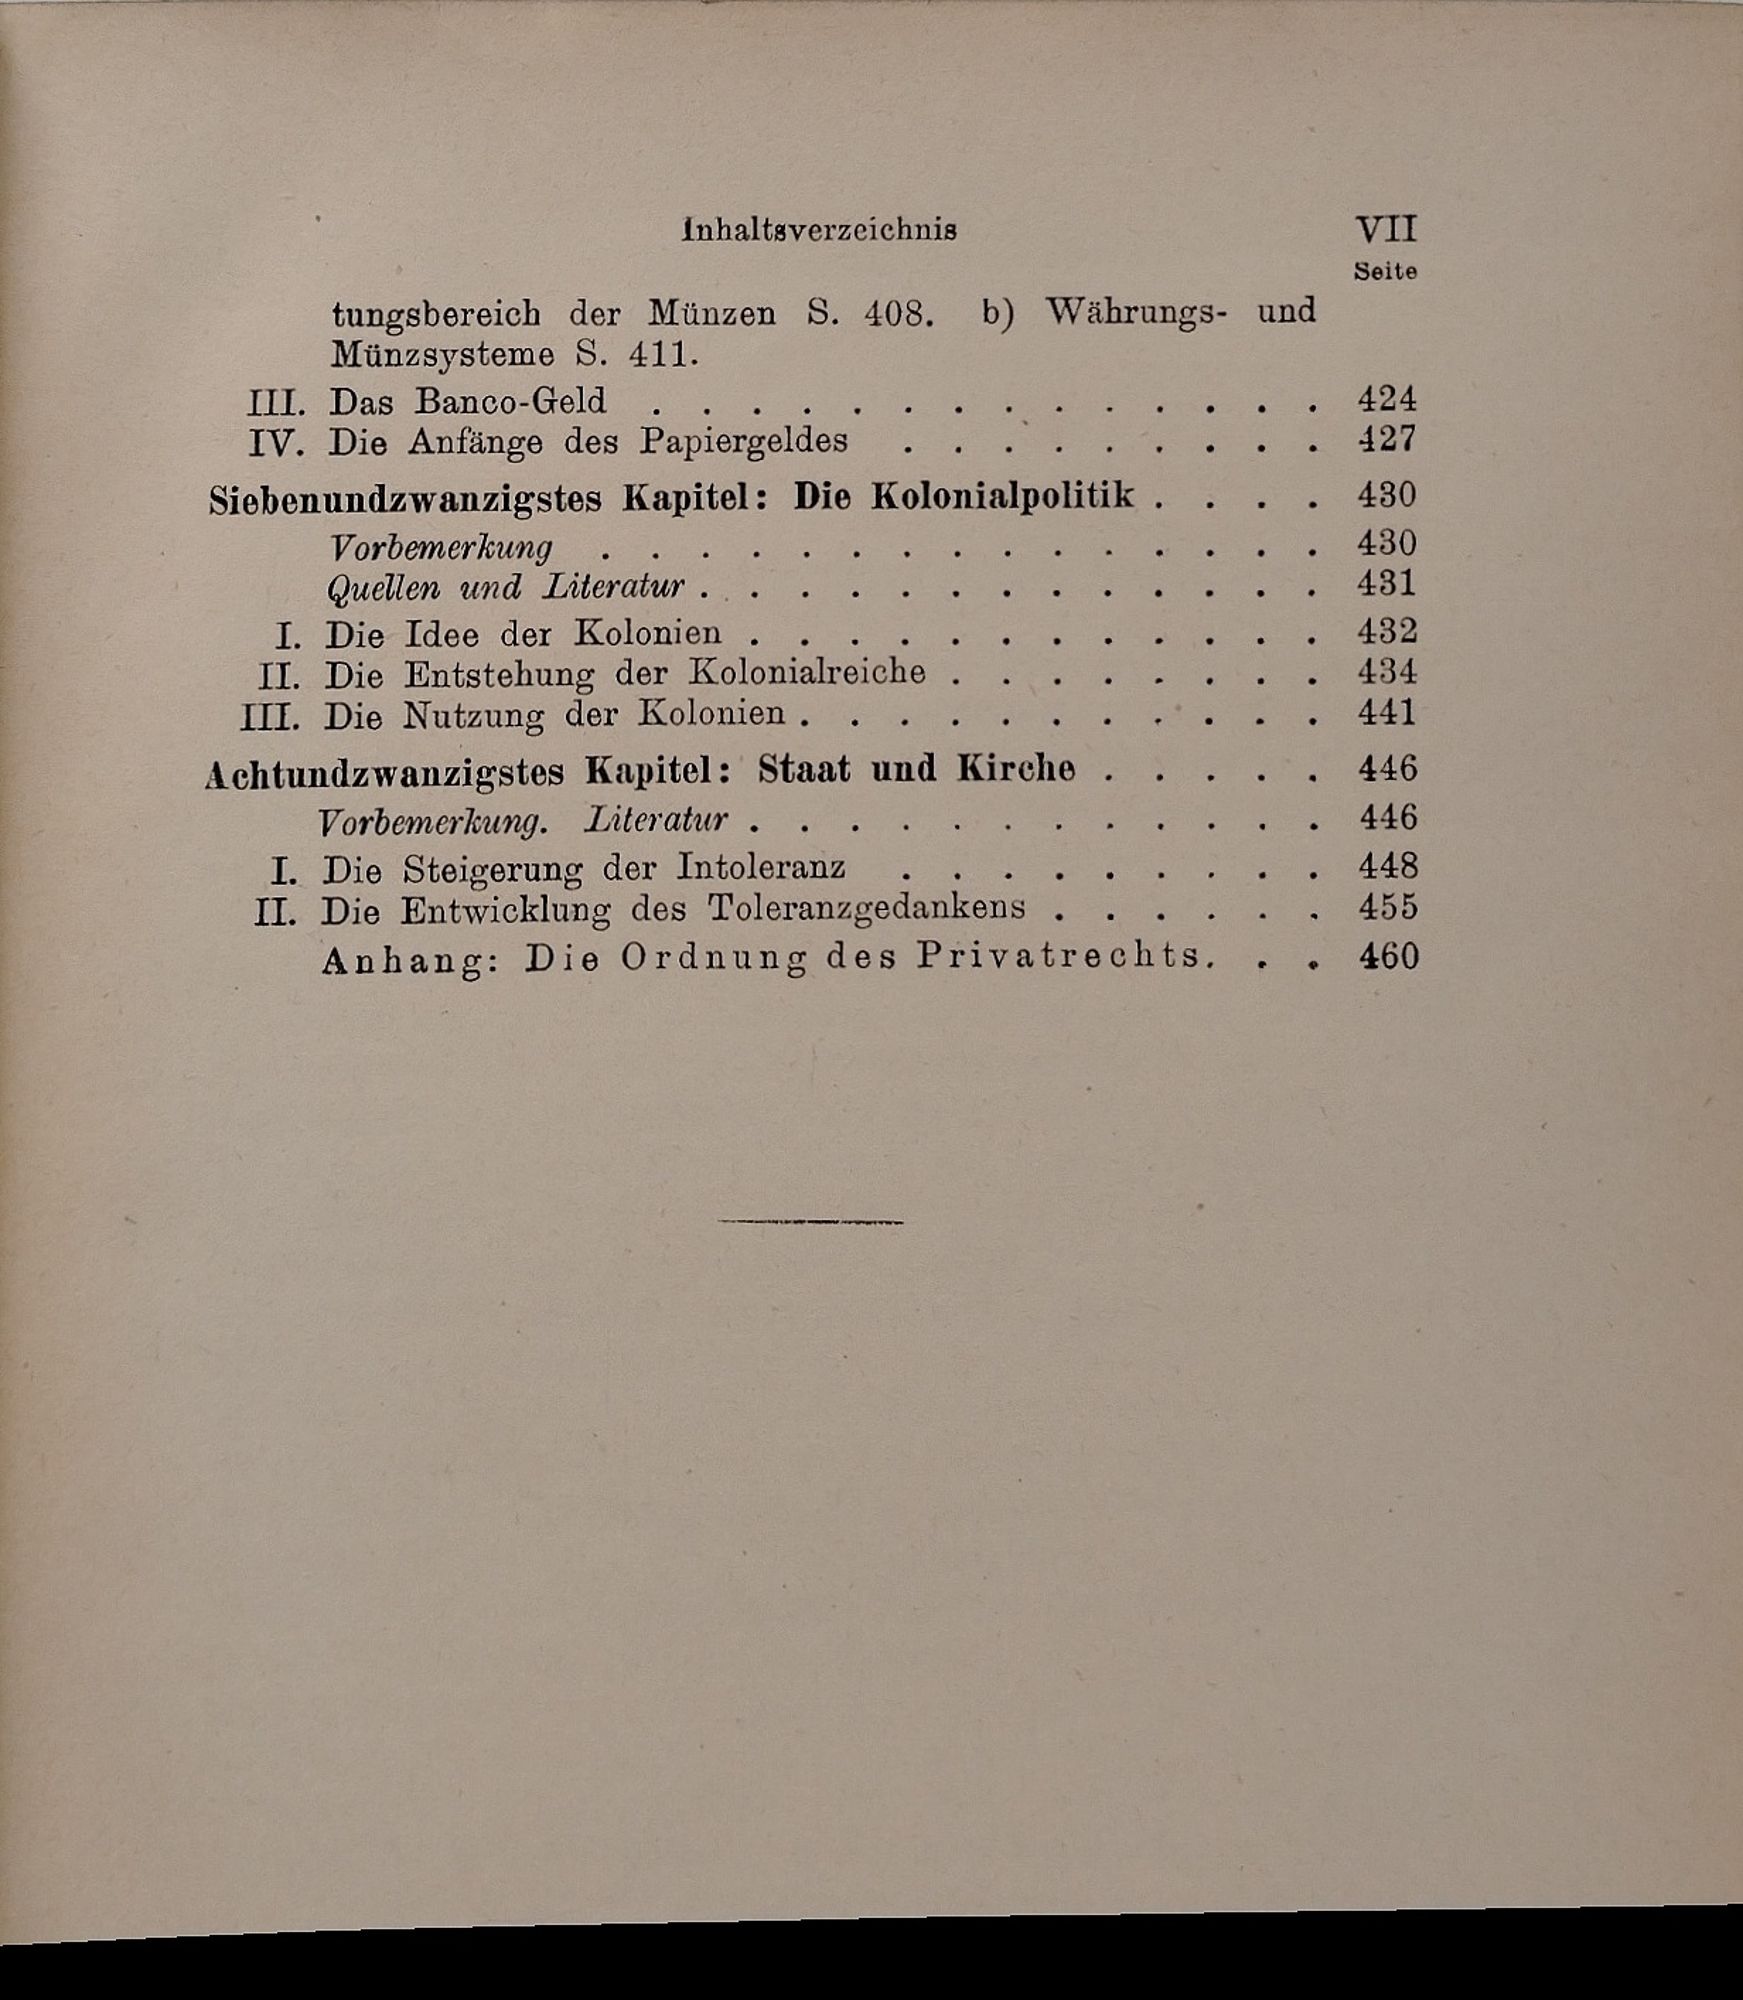 Inhaltsverzeichnis VII
Seite
tungsbereich der Münzen S. 408. b) Währungs- und
Münzsysteme S. 411.
III. Das Banco-Geld . . . . . . . . . . . . . . 424
IV. Die Anfänge des Papiergeldes . . . . . . . . . 427
Siebenundzwanzigstes Kapitel: Die Kolonialpolitik . . . . 430
Vorbemerkung . . . . . . . . . . . . . . . 430
Quellen und Literatur . . . . . . . . . . . . . 431
I. Die Idee der Kolonien . . . . . . . . . . . . 432
II. Die Entstehung der Kolonialreiche . . . . . . . . 434
III. Die Nutzung der Kolonien . . . . . . . . . . . 441
Achtundzwanzigstes Kapitel: Staat und Kirche . . . . . 446
Vorbemerkung. Literatur . . . . . . . . . . . . 446
I. Die Steigerung der Intoleranz . . . . . . . . . 448
II. Die Entwicklung des Toleranzgedankens . . . . . . 455
Anhang: Die Ordnung des Privatrechts. . . 460